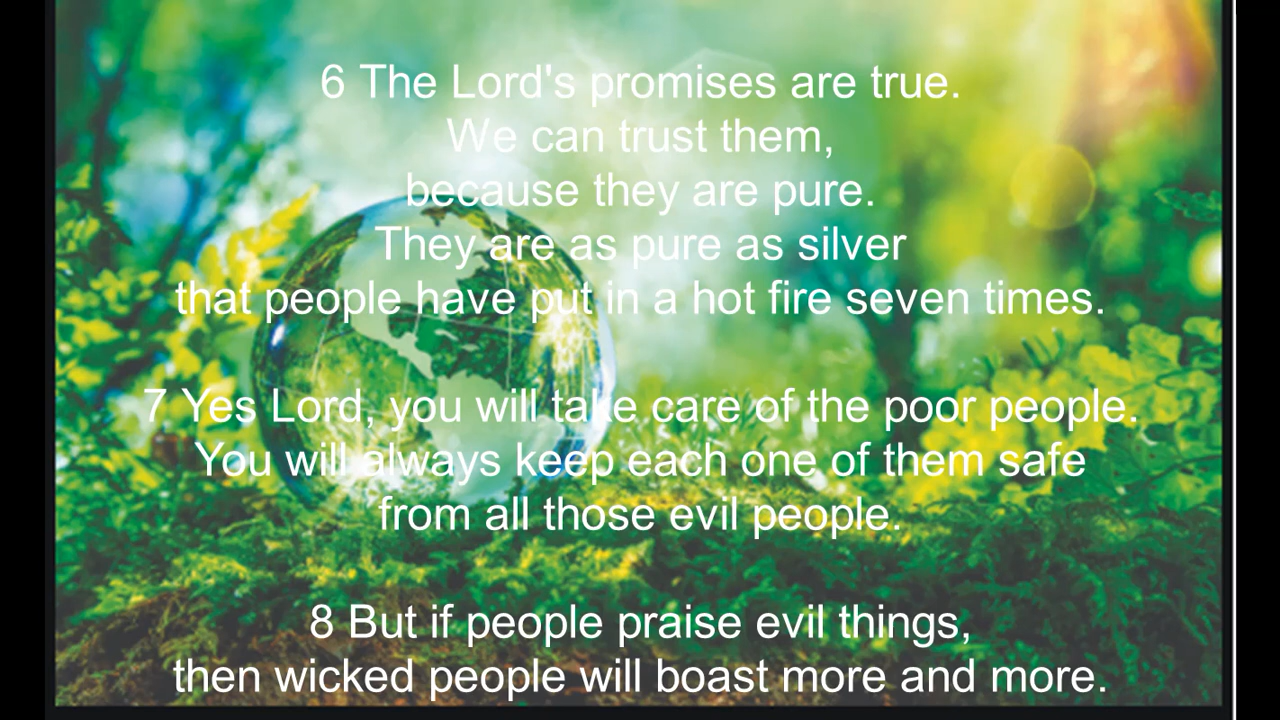 6 The Lord's promises are true.
We can trust them,
because they are pure.
They are as pure as silver
that people have put in a hot fire seven times.
7 Yes Lord, you will take care of the poor people.
You will always keep each one of them safe
from all those evil people.
8 But if people praise evil things,
then wicked people will boast more and more.